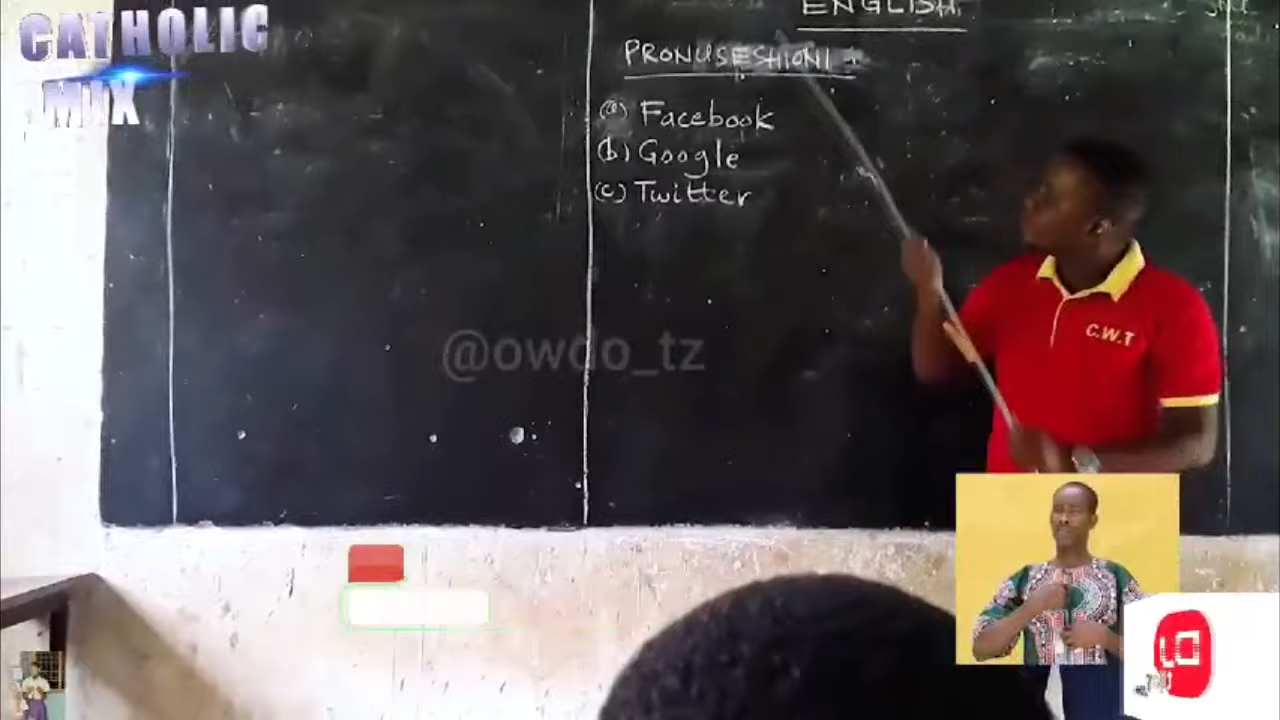 CATHOLIC
MIX
ENGLISH
PRONUSESHIONI
(a) Facebook
(b) Google
(c) Twitter
@owdo_tz
C.W.T